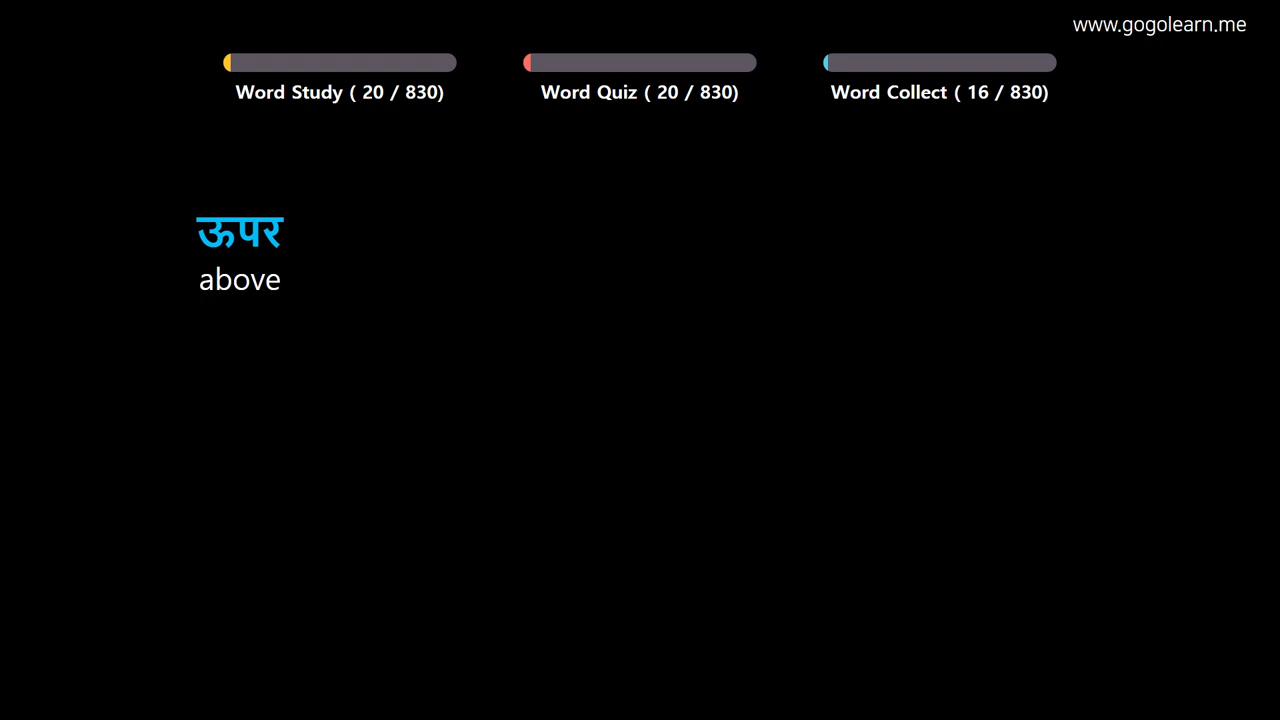 www.gogolearn.me
Word Study ( 20 / 830)
Word Quiz ( 20 / 830)
Word Collect ( 16 / 830)
ऊपर
above